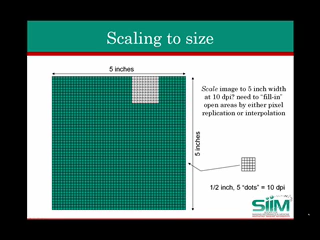 Scaling to size
5 inches
Scale image to 5 inch width
at 10 dpi? need to "fill-in"
open areas by either pixel
replication or interpolation
5 inches
1/2 inch, 5 "dots" = 10 dpi
SIIM